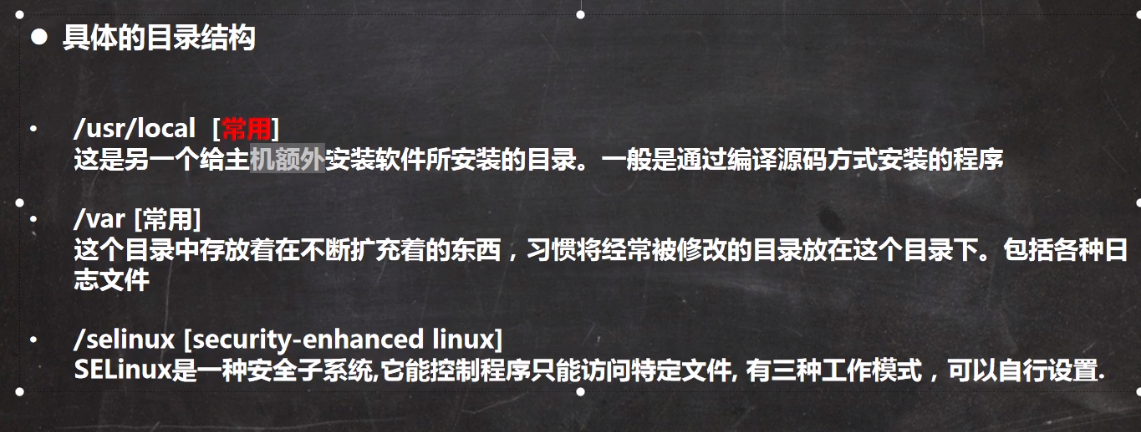 ● 具体的目录结构
• /usr/local [常用]
这是另一个给主机额外安装软件所安装的目录。一般是通过编译源码方式安装的程序
• /var [常用]
这个目录中存放着在不断扩充着的东西，习惯将经常被修改的目录放在这个目录下。包括各种日
志文件
• /selinux [security-enhanced linux]
SELinux是一种安全子系统,它能控制程序只能访问特定文件, 有三种工作模式，可以自行设置.